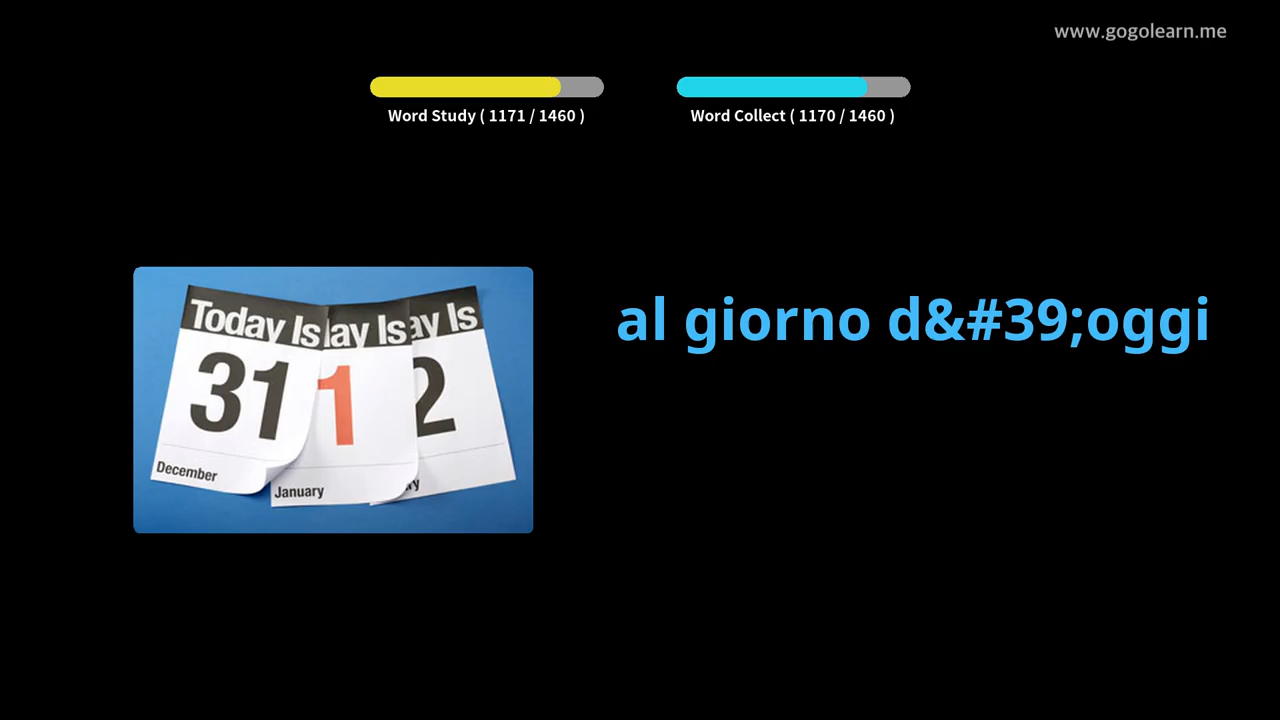 www.gogolearn.me
Word Study ( 1171 / 1460 )
Word Collect ( 1170 / 1460 )
al giorno d&#39;oggi
Today Is
ay Is
ay Is
31
1
2
December
January